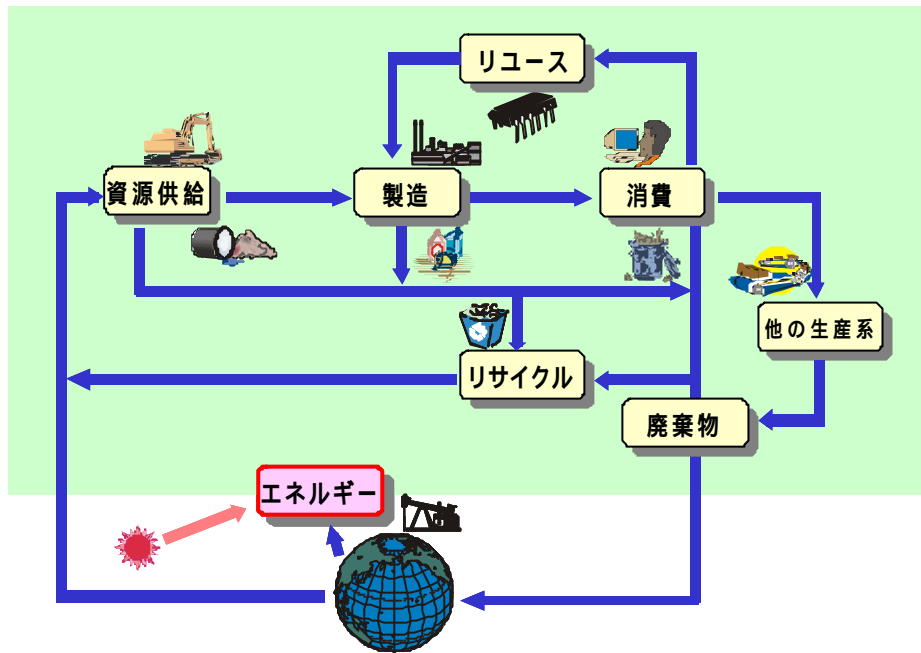 リユース
資源供給
製造
消費
他の生産系
リサイクル
廃棄物
エネルギー